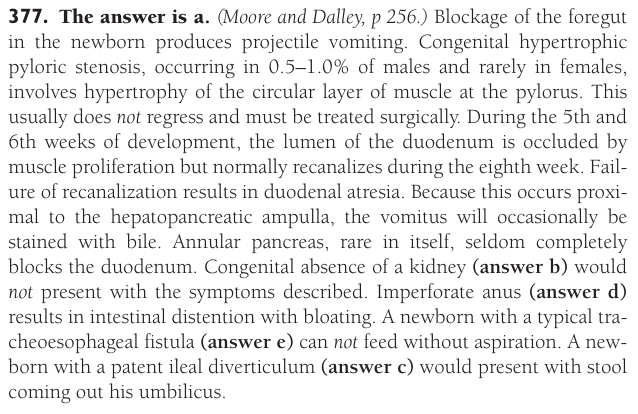 377. The answer is a. (Moore and Dalley, p 256.) Blockage of the foregut
in the newborn produces projectile vomiting. Congenital hypertrophic
pyloric stenosis, occurring in 0.5–1.0% of males and rarely in females,
involves hypertrophy of the circular layer of muscle at the pylorus. This
usually does not regress and must be treated surgically. During the 5th and
6th weeks of development, the lumen of the duodenum is occluded by
muscle proliferation but normally recanalizes during the eighth week. Fail-
ure of recanalization results in duodenal atresia. Because this occurs proxi-
mal to the hepatopancreatic ampulla, the vomitus will occasionally be
stained with bile. Annular pancreas, rare in itself, seldom completely
blocks the duodenum. Congenital absence of a kidney (answer b) would
not present with the symptoms described. Imperforate anus (answer d)
results in intestinal distention with bloating. A newborn with a typical tra-
cheoesophageal fistula (answer e) can not feed without aspiration. A new-
born with a patent ileal diverticulum (answer c) would present with stool
coming out his umbilicus.